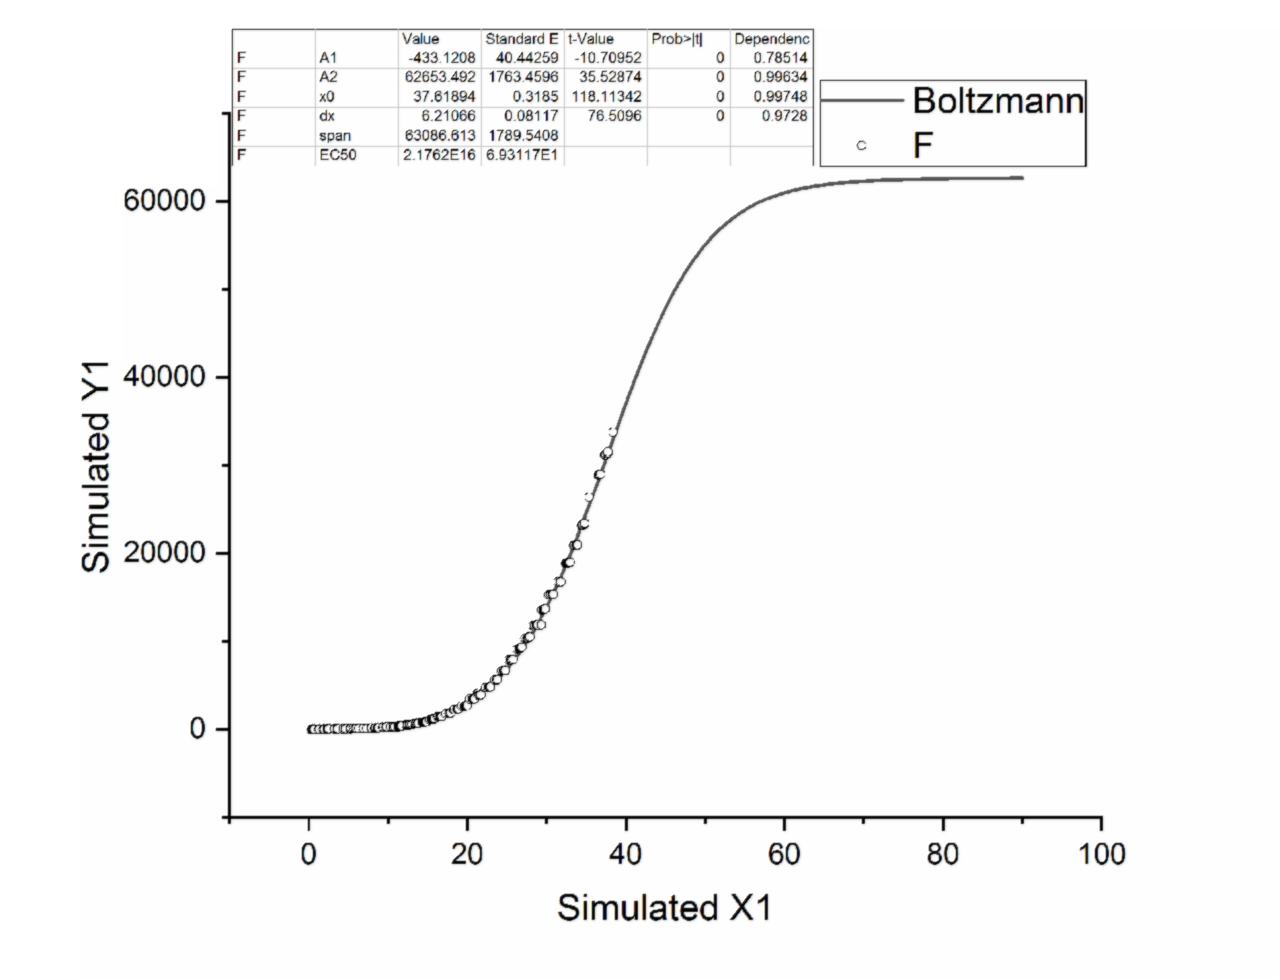 Value Standard E t-Value Prob>|t| Dependenc
F A1 -433.1208 40.44259 -10.70952 0 0.78514
F A2 62653.492 1763.4596 35.52874 0 0.99634
F x0 37.61894 0.3185 118.11342 0 0.99748
F dx 6.21066 0.08117 76.5096 0 0.9728
F span 63086.613 1789.5408
F EC50 2.1762E16 6.93117E1
Boltzmann
F
60000
40000
20000
0
Simulated Y1
0 20 40 60 80 100
Simulated X1